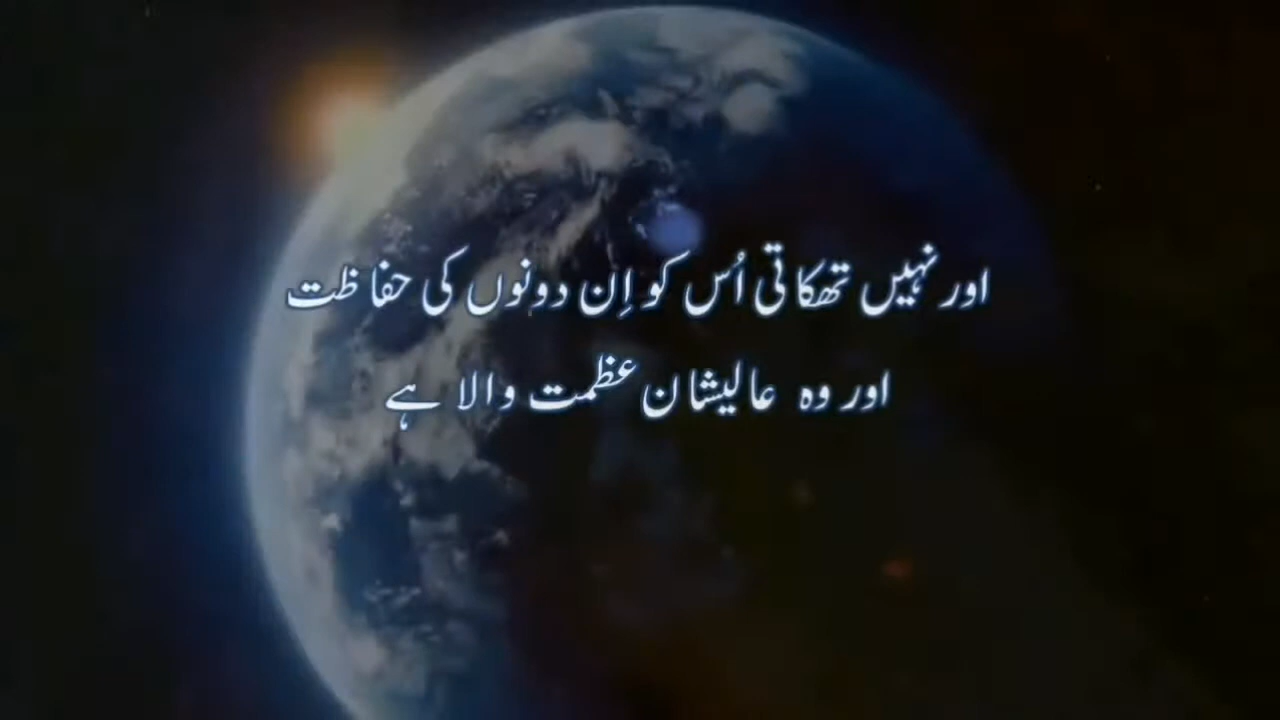 اور نہیں تھکاتی اُس کو اِن دونوں کی حفاظت
اور وہ عالیشان عظمت والا ہے